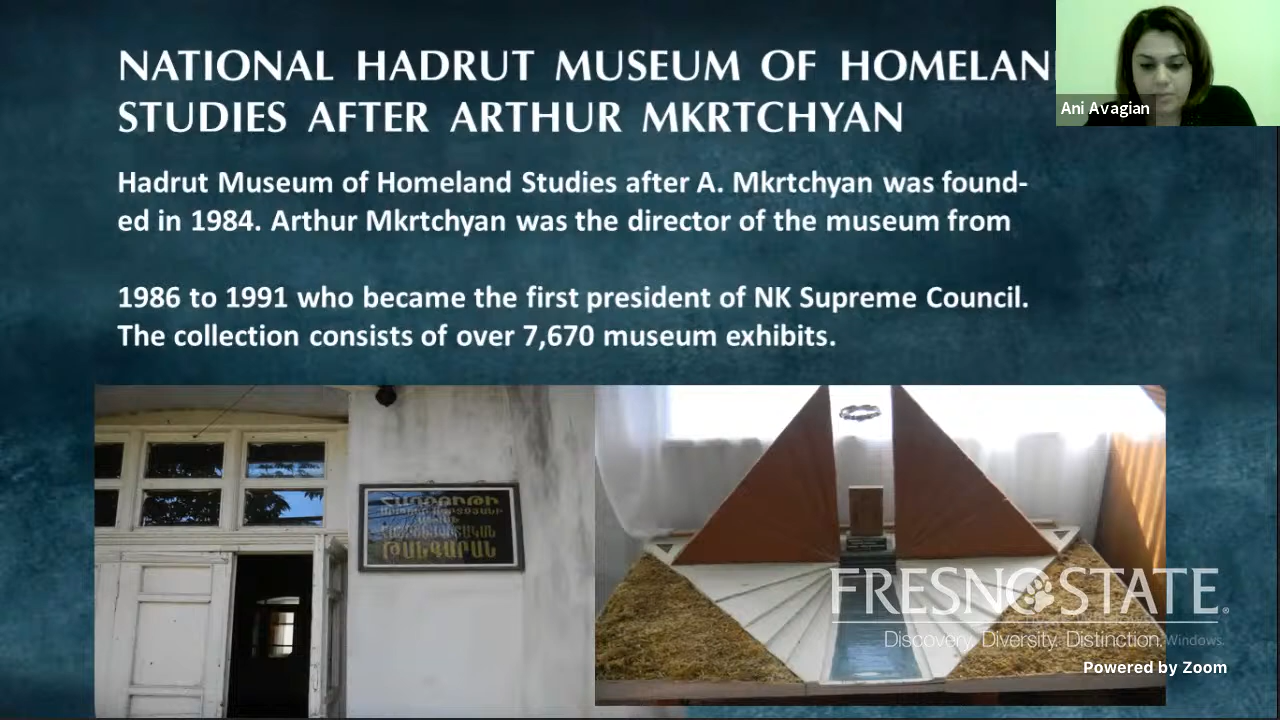 NATIONAL HADRUT MUSEUM OF HOMELAN
STUDIES AFTER ARTHUR MKRTCHYAN
Ani Avagian
Hadrut Museum of Homeland Studies after A. Mkrtchyan was found-
ed in 1984. Arthur Mkrtchyan was the director of the museum from
1986 to 1991 who became the first president of NK Supreme Council.
The collection consists of over 7,670 museum exhibits.
ՀԱԴՐՈՒԹԻ
ԹԱՆԳԱՐԱՆ
FRESNO STATE®
Discovery. Diversity. Distinction.
Windows.
Powered by Zoom